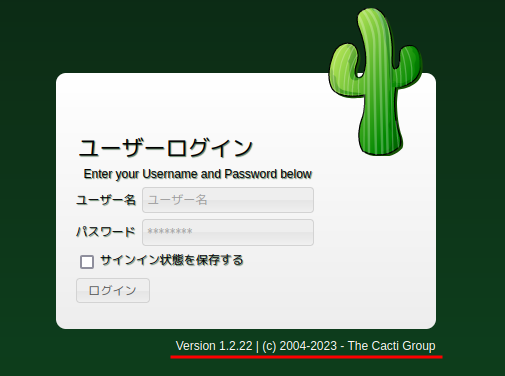 ユーザーログイン
Enter your Username and Password below
ユーザー名 ユーザー名
パスワード ********
サインイン状態を保存する
ログイン
Version 1.2.22 | (c) 2004-2023 - The Cacti Group